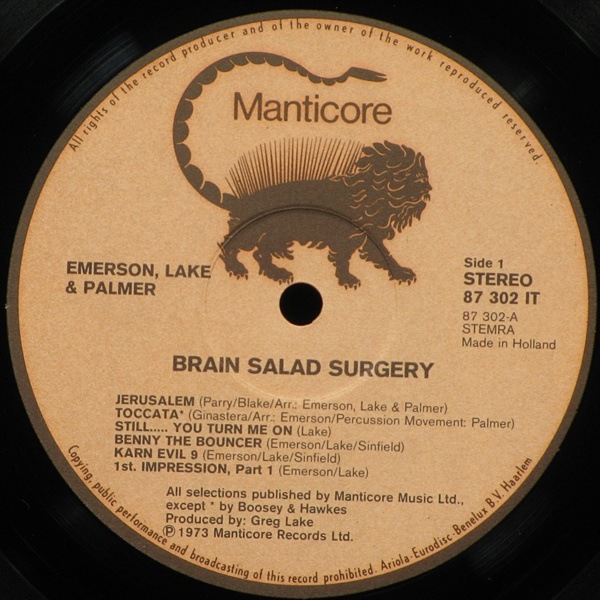 All rights of the record producer and of the owner of the work reproduced reserved.
Manticore
EMERSON, LAKE
& PALMER
Side 1
STEREO
87 302 IT
87 302-A
STEMRA
Made in Holland
BRAIN SALAD SURGERY
JERUSALEM (Parry/Blake/Arr.: Emerson, Lake & Palmer)
TOCCATA* (Ginastera/Arr.: Emerson/Percussion Movement: Palmer)
STILL..... YOU TURN ME ON (Lake)
BENNY THE BOUNCER (Emerson/Lake/Sinfield)
KARN EVIL 9 (Emerson/Lake/Sinfield)
1st. IMPRESSION, Part 1 (Emerson/Lake)
All selections published by Manticore Music Ltd.,
except * by Boosey & Hawkes
Produced by: Greg Lake
℗ 1973 Manticore Records Ltd.
Copying, public performance and broadcasting of this record prohibited. Ariola-Eurodisc-Benelux B.V. Haarlem